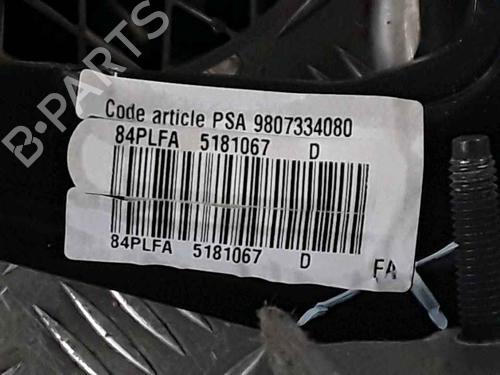 B-PARTS
Code article PSA 9807334080
84PLFA 5181067 D
84PLFA 5181067 D
FA